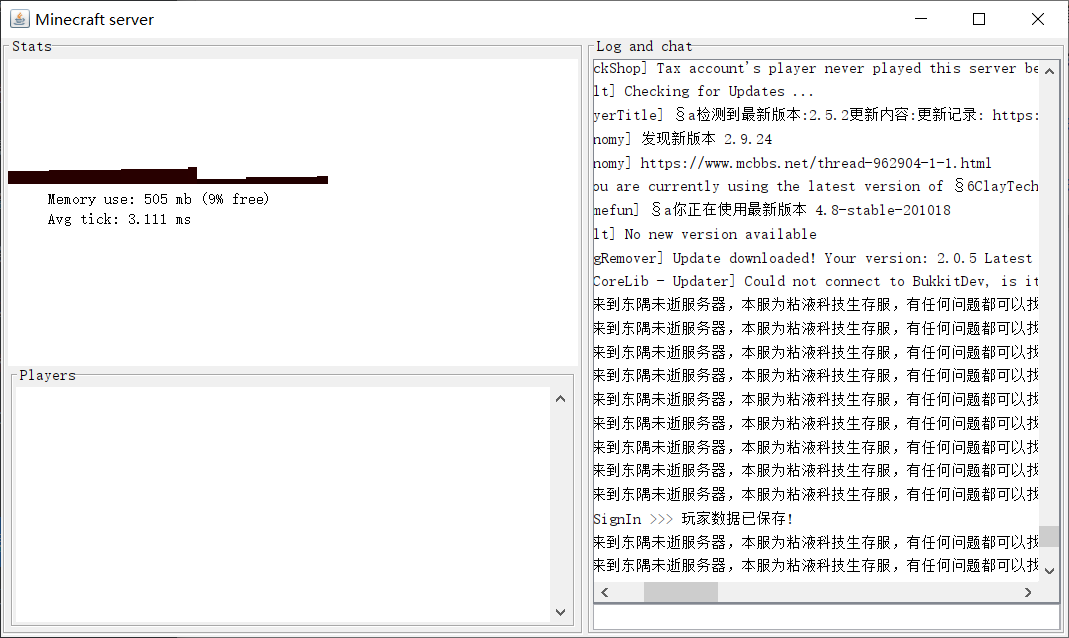 Minecraft server
Stats
Memory use: 505 mb (9% free)
Avg tick: 3.111 ms
Players
Log and chat
ckShop] Tax account's player never played this server be
lt] Checking for Updates ...
yerTitle] §a检测到最新版本:2.5.2更新内容:更新记录: https:
nomy] 发现新版本 2.9.24
nomy] https://www.mcbbs.net/thread-962904-1-1.html
ou are currently using the latest version of §6ClayTech
mefun] §a你正在使用最新版本 4.8-stable-201018
lt] No new version available
gRemover] Update downloaded! Your version: 2.0.5 Latest
CoreLib - Updater] Could not connect to BukkitDev, is it
来到东隅未逝服务器，本服为粘液科技生存服，有任何问题都可以找
来到东隅未逝服务器，本服为粘液科技生存服，有任何问题都可以找
来到东隅未逝服务器，本服为粘液科技生存服，有任何问题都可以找
来到东隅未逝服务器，本服为粘液科技生存服，有任何问题都可以找
来到东隅未逝服务器，本服为粘液科技生存服，有任何问题都可以找
来到东隅未逝服务器，本服为粘液科技生存服，有任何问题都可以找
来到东隅未逝服务器，本服为粘液科技生存服，有任何问题都可以找
来到东隅未逝服务器，本服为粘液科技生存服，有任何问题都可以找
来到东隅未逝服务器，本服为粘液科技生存服，有任何问题都可以找
SignIn >>> 玩家数据已保存!
来到东隅未逝服务器，本服为粘液科技生存服，有任何问题都可以找
来到东隅未逝服务器，本服为粘液科技生存服，有任何问题都可以找